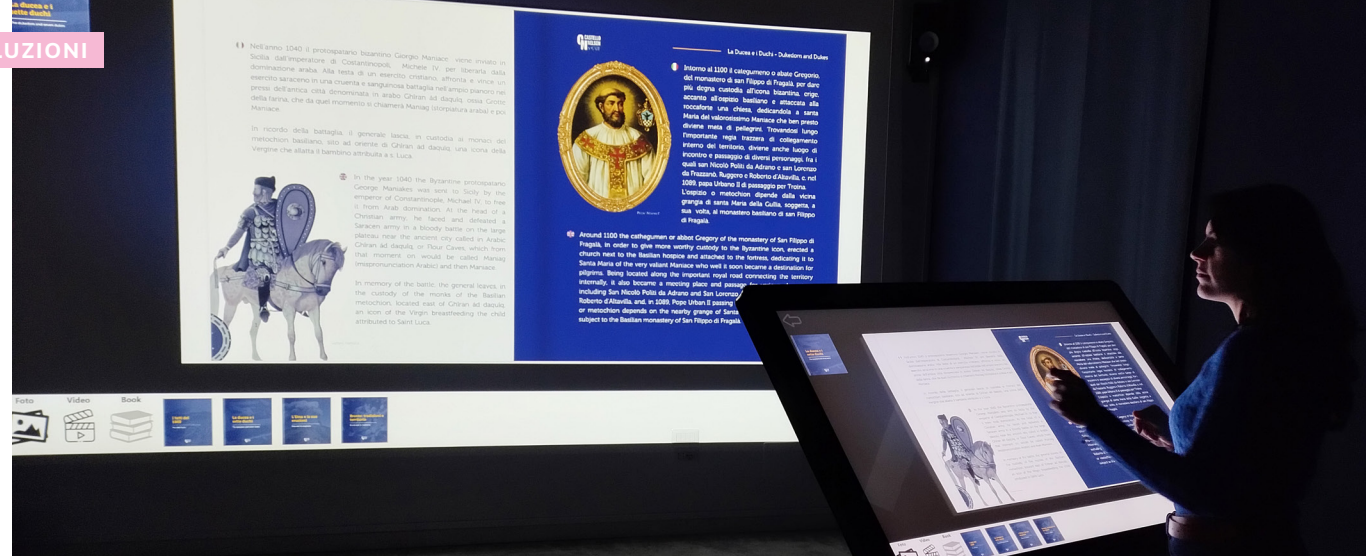 La ducea e i
sette duchi
LUZIONI
Nell'anno 1040 il protospatario bizantino Giorgio Maniace viene inviato in
Sicilia dall'imperatore di Costantinopoli, Michele IV, per liberarla dalla
dominazione araba. Alla testa di un esercito cristiano, affronta e vince un
esercito saraceno in una cruenta e sanguinosa battaglia nell'ampio pianoro nei
pressi dell'antica città denominata in arabo Ghiran ad daqiq, ossia Grotte
della farina, che da quel momento si chiamerà Maniag (storpiatura araba) e poi
Maniace.
In ricordo della battaglia, il generale lascia, in custodia ai monaci del
metochion basiliano, sito ad oriente di Ghiran ad daqiq, una icona della
Vergine che allatta il bambino attribuita a s. Luca.
In the year 1040 the Byzantine protospatario
George Maniakes was sent to Sicily by the
emperor of Constantinople, Michael IV, to free
it from Arab domination. At the head of a
Christian army, he faced and defeated a
Saracen army in a bloody battle on the large
plateau near the ancient city called in Arabic
Ghiran ad daqiq, or Flour Caves, which from
that moment on would be called Maniag
(mispronunciation Arabic) and then Maniace.
In memory of the battle, the general leaves, in
the custody of the monks of the Basilian
metochion, located east of Ghiran ad daqiq,
an icon of the Virgin breastfeeding the child
attributed to Saint Luca.
CASTELLO
NELSON
La Ducea e i Duchi - Dukedom and Dukes
Intorno al 1100 il categumeno o abate Gregorio,
del monastero di san Filippo di Fragalà, per dare
più degna custodia all'icona bizantina, erige,
accanto all'ospizio basiliano e attaccata alla
roccaforte una chiesa, dedicandola a santa
Maria del valorosissimo Maniace che ben presto
diviene meta di pellegrini. Trovandosi lungo
l'importante regia trazzera di collegamento
interno del territorio, diviene anche luogo di
incontro e passaggio di diversi personaggi, fra i
quali san Nicolò Politi da Adrano e san Lorenzo
da Frazzanò, Ruggero e Roberto d'Altavilla, e, nel
1089, papa Urbano II di passaggio per Troina.
L'ospizio o metochion dipende dalla vicina
grangia di santa Maria della Gullia, soggetta, a
sua volta, al monastero basiliano di san Filippo
di Fragalà.
Around 1100 the cathegumen or abbot Gregory of the monastery of San Filippo di
Fragalà, in order to give more worthy custody to the Byzantine icon, erected a
church next to the Basilian hospice and attached to the fortress, dedicating it to
Santa Maria of the very valiant Maniace who well it soon became a destination for
pilgrims. Being located along the important royal road connecting the territory
internally, it also became a meeting place and passage
including San Nicolò Politi da Adrano and San Lorenzo
Roberto d'Altavilla, and, in 1089, Pope Urban II passing
or metochion depends on the nearby grange of Santa
subject to the Basilian monastery of San Filippo di Fragalà
Foto
Video
Book
La ducea e i
sette duchi